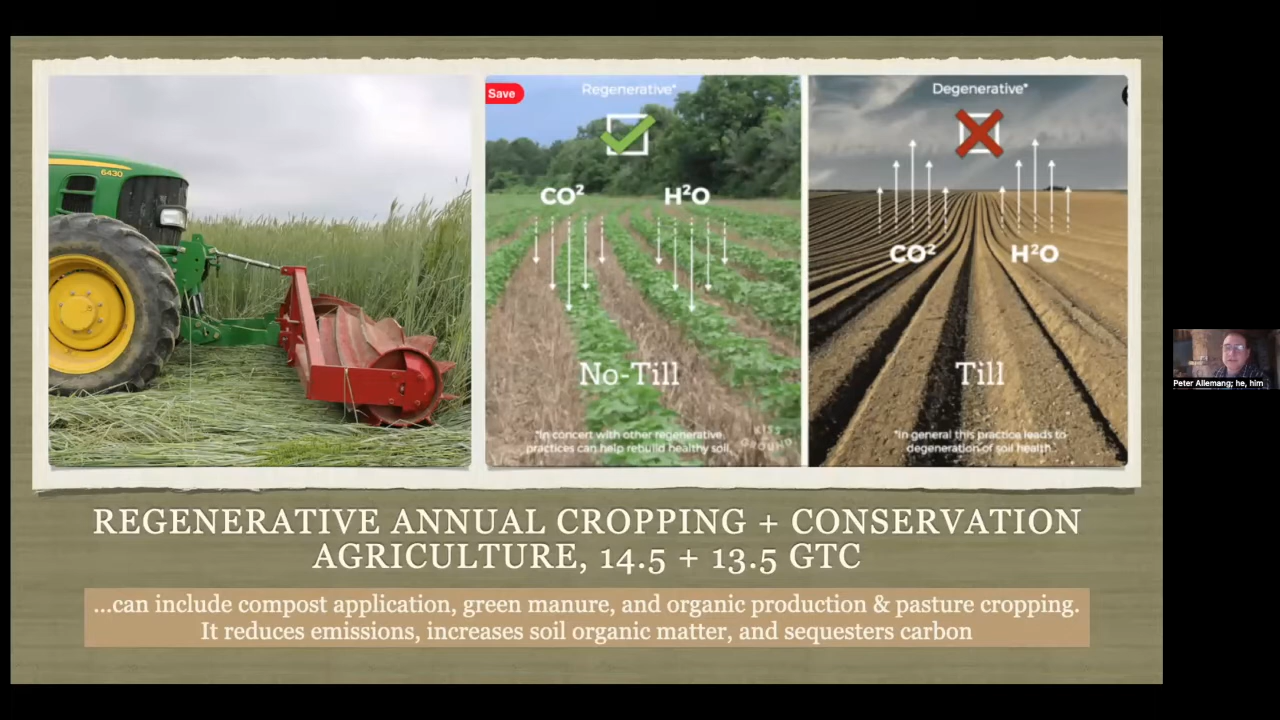 6430
Save
Regenerative*
CO²
H²O
No-Till
*In concert with other regenerative
practices can help rebuild healthy soil.
KISS
GROUND
Degenerative*
CO²
H²O
Till
*In general this practice leads to
degeneration of soil health.
REGENERATIVE ANNUAL CROPPING + CONSERVATION
AGRICULTURE, 14.5 + 13.5 GTC
...can include compost application, green manure, and organic production & pasture cropping.
It reduces emissions, increases soil organic matter, and sequesters carbon
Peter Allemang; he, him